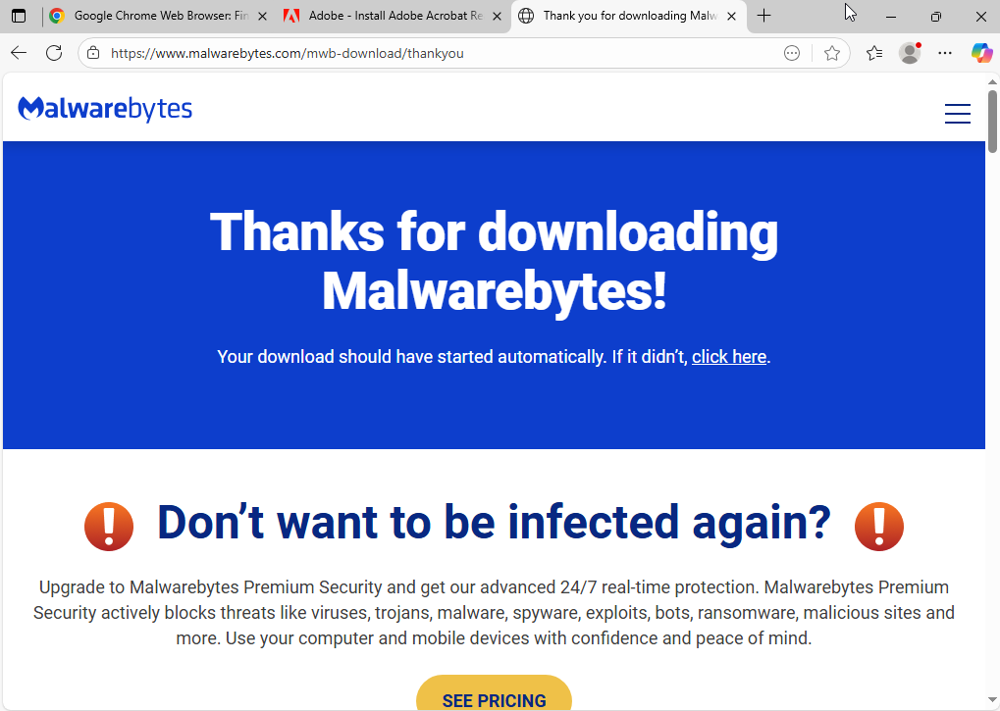 Google Chrome Web Browser: Fin
Adobe - Install Adobe Acrobat Re
Thank you for downloading Malw
https://www.malwarebytes.com/mwb-download/thankyou
Malwarebytes
Thanks for downloading
Malwarebytes!
Your download should have started automatically. If it didn’t, click here.
Don’t want to be infected again?
Upgrade to Malwarebytes Premium Security and get our advanced 24/7 real-time protection. Malwarebytes Premium
Security actively blocks threats like viruses, trojans, malware, spyware, exploits, bots, ransomware, malicious sites and
more. Use your computer and mobile devices with confidence and peace of mind.
SEE PRICING